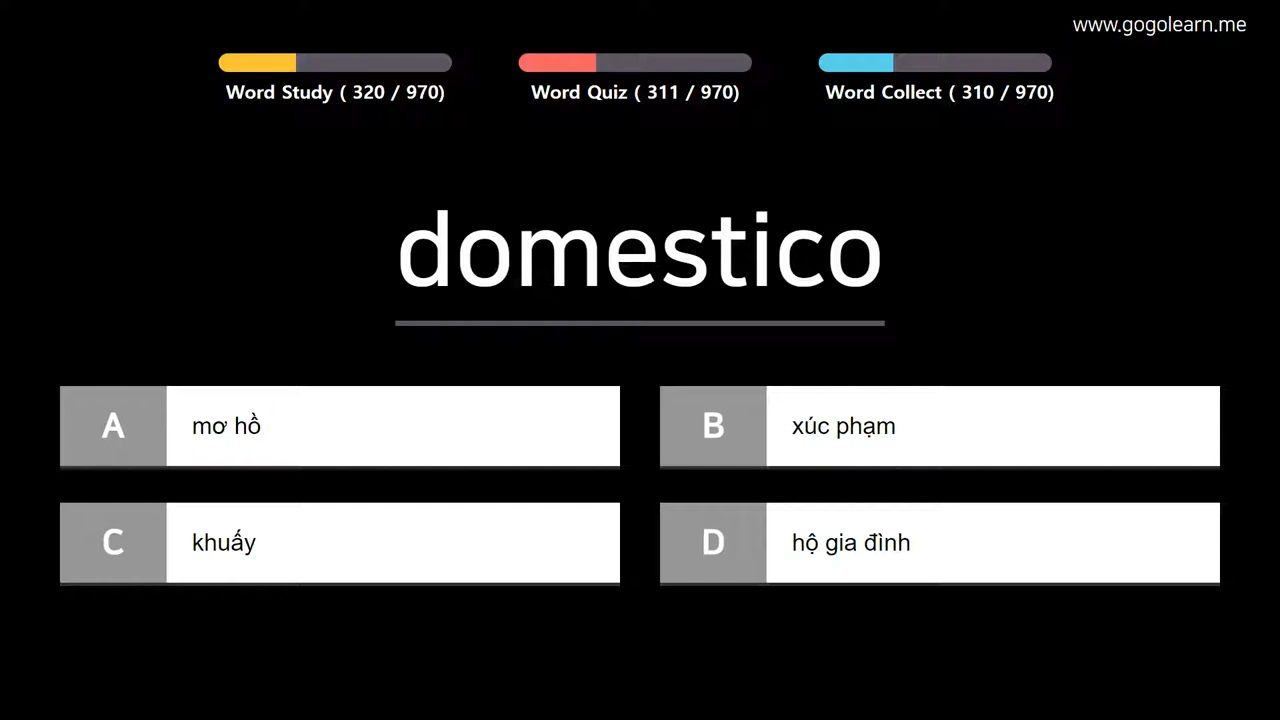 www.gogolearn.me
Word Study ( 320 / 970)
Word Quiz ( 311 / 970)
Word Collect ( 310 / 970)
domestico
A mơ hồ
B xúc phạm
C khuấy
D hộ gia đình